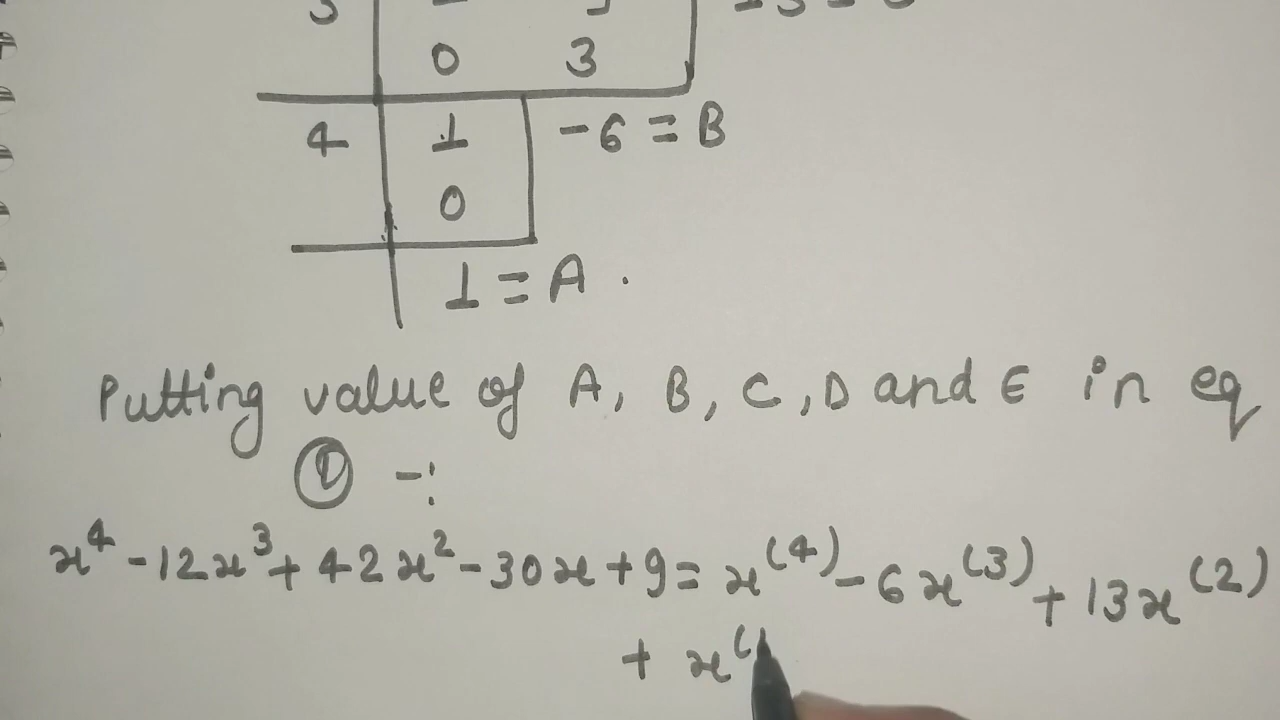 0 3
4 1 -6 = B
0
1 = A .
Putting value of A, B, C, D and E in eq
① -:
x⁴ - 12x³ + 42x² - 30x + 9 = x⁽⁴⁾ - 6x⁽³⁾ + 13x⁽²⁾
+ x⁽